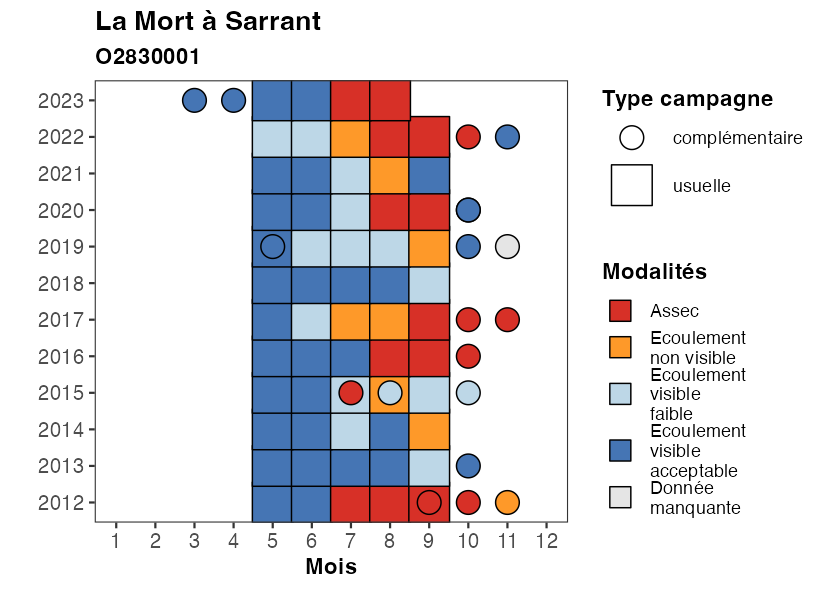 La Mort à Sarrant
O2830001
2023
2022
2021
2020
2019
2018
2017
2016
2015
2014
2013
2012
1 2 3 4 5 6 7 8 9 10 11 12
Mois
Type campagne
complémentaire
usuelle
Modalités
Assec
Ecoulement
non visible
Ecoulement
visible
faible
Ecoulement
visible
acceptable
Donnée
manquante